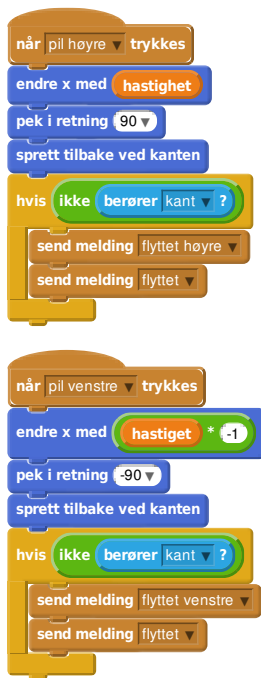 når pil høyre trykkes
endre x med hastighet
pek i retning 90
sprett tilbake ved kanten
hvis ikke berører kant ?
send melding flyttet høyre
send melding flyttet
når pil venstre trykkes
endre x med hastiget * -1
pek i retning -90
sprett tilbake ved kanten
hvis ikke berører kant ?
send melding flyttet venstre
send melding flyttet